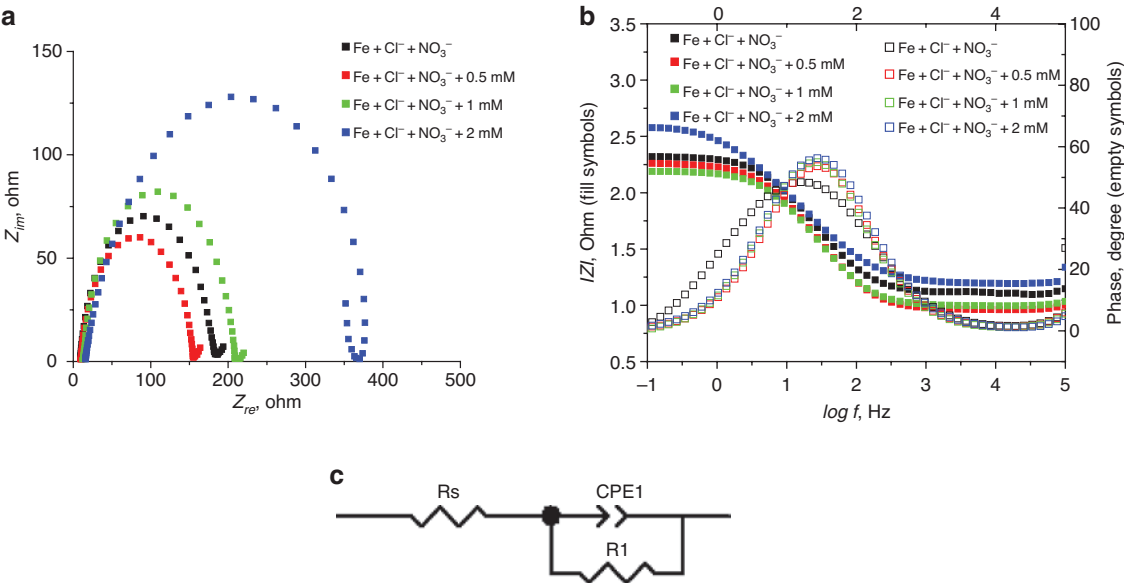 a
150
100
50
0
Z_im, ohm
0 100 200 300 400 500
Z_re, ohm
Fe + Cl⁻ + NO₃⁻
Fe + Cl⁻ + NO₃⁻ + 0.5 mM
Fe + Cl⁻ + NO₃⁻ + 1 mM
Fe + Cl⁻ + NO₃⁻ + 2 mM
b
0 2 4
3.5
3.0
2.5
2.0
1.5
1.0
0.5
IZI, Ohm (fill symbols)
Fe + Cl⁻ + NO₃⁻
Fe + Cl⁻ + NO₃⁻ + 0.5 mM
Fe + Cl⁻ + NO₃⁻ + 1 mM
Fe + Cl⁻ + NO₃⁻ + 2 mM
Fe + Cl⁻ + NO₃⁻
Fe + Cl⁻ + NO₃⁻ + 0.5 mM
Fe + Cl⁻ + NO₃⁻ + 1 mM
Fe + Cl⁻ + NO₃⁻ + 2 mM
100
80
60
40
20
0
Phase, degree (empty symbols)
–1 0 1 2 3 4 5
log f, Hz
c
Rs
CPE1
R1